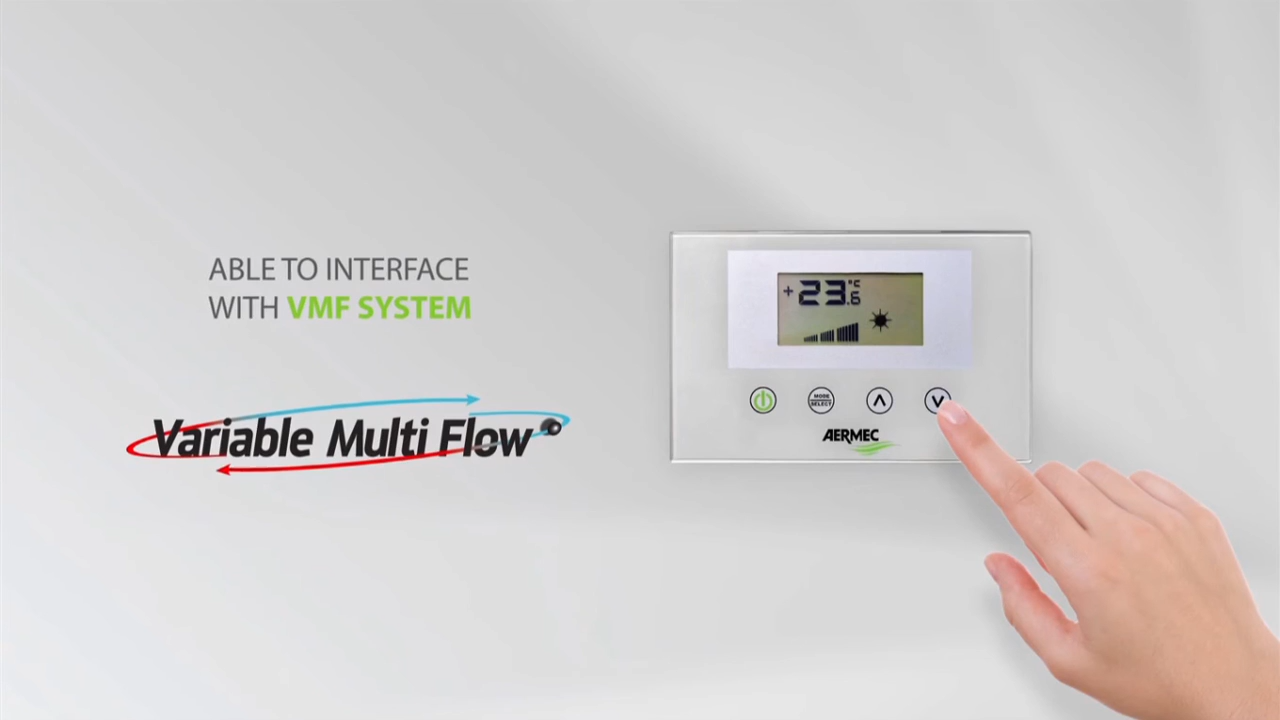 ABLE TO INTERFACE
WITH VMF SYSTEM
Variable Multi Flow
+23.6 °C
MODE
SELECT
AERMEC